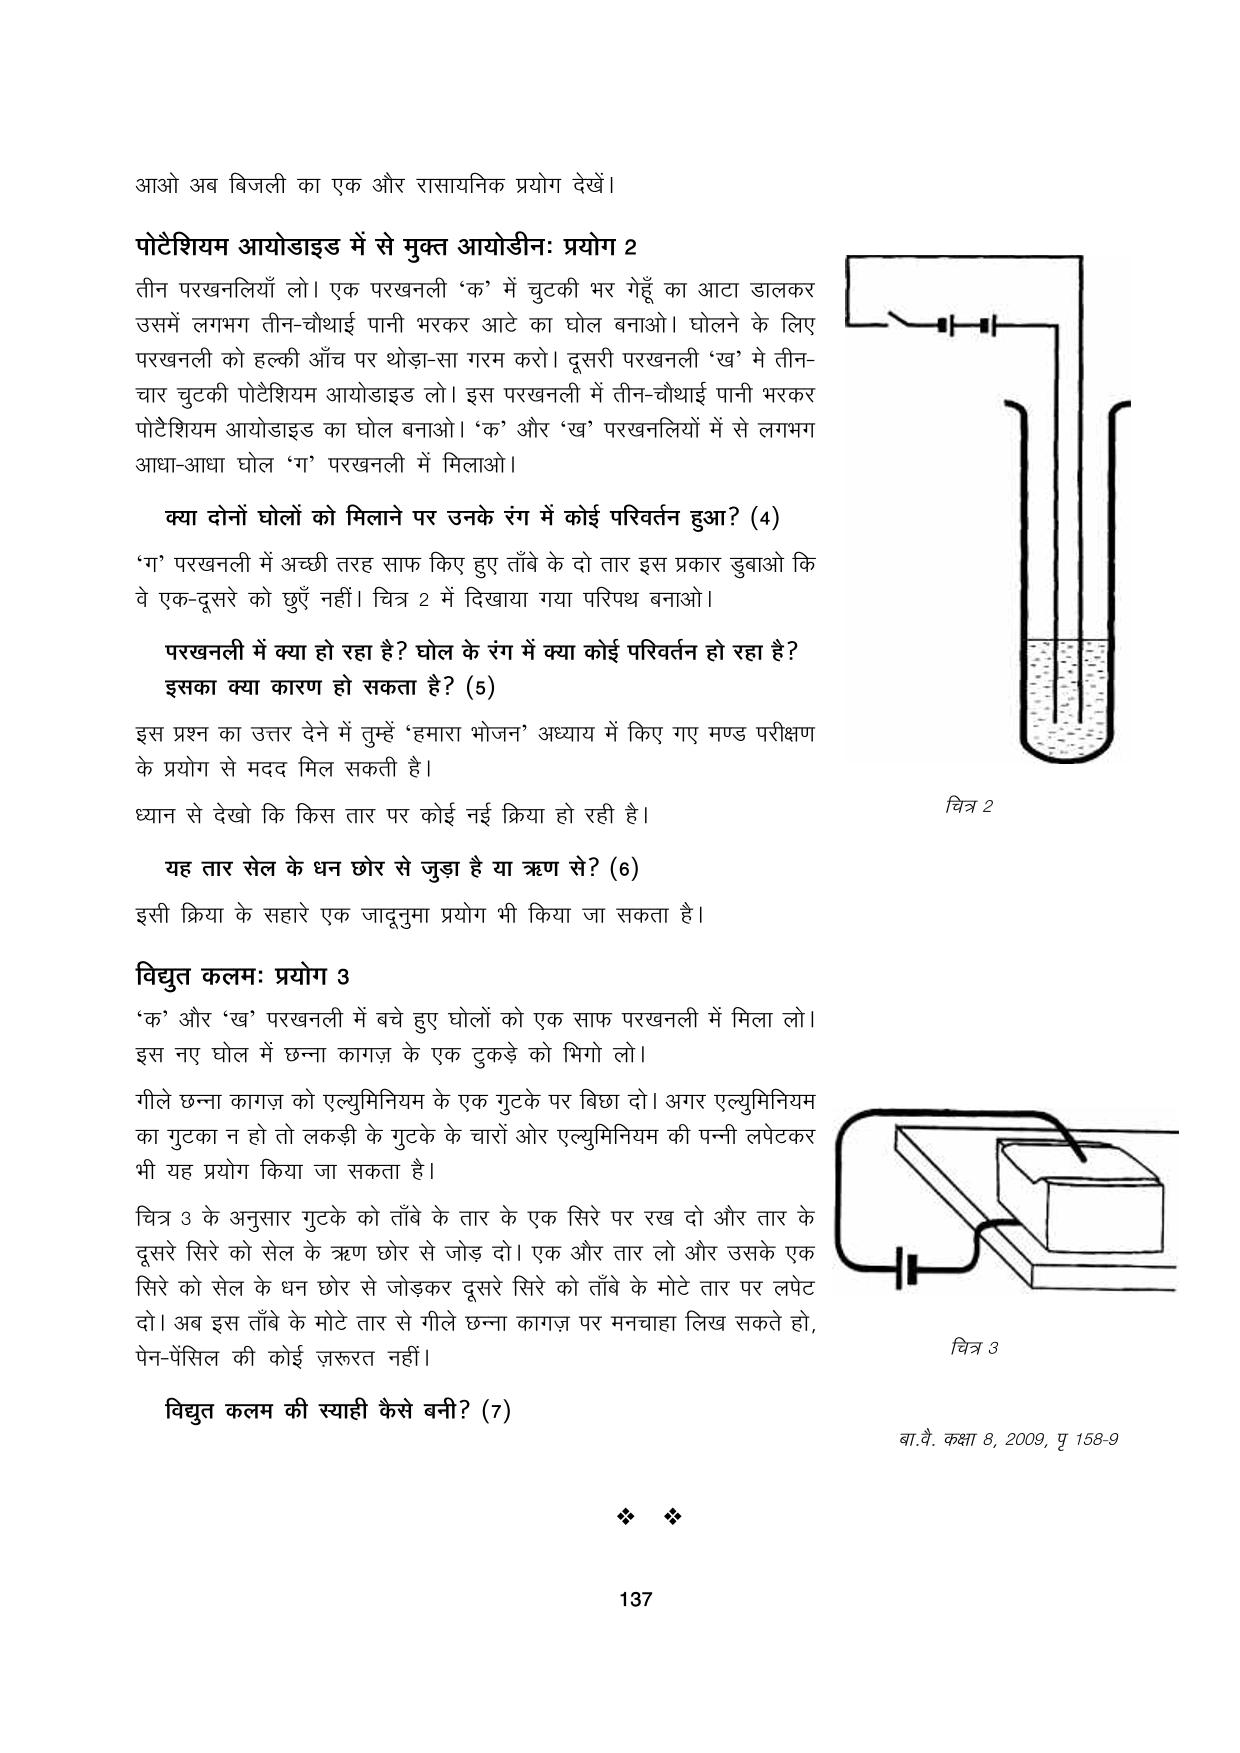 आओ अब बिजली का एक और रासायनिक प्रयोग देखें।
पोटैशियम आयोडाइड में से मुक्त आयोडीनः प्रयोग 2
तीन परखनलियाँ लो। एक परखनली ‘क’ में चुटकी भर गेहूँ का आटा डालकर
उसमें लगभग तीन-चौथाई पानी भरकर आटे का घोल बनाओ। घोलने के लिए
परखनली को हल्की आँच पर थोड़ा-सा गरम करो। दूसरी परखनली ‘ख’ मे तीन-
चार चुटकी पोटैशियम आयोडाइड लो। इस परखनली में तीन-चौथाई पानी भरकर
पोटैशियम आयोडाइड का घोल बनाओ। ‘क’ और ‘ख’ परखनलियों में से लगभग
आधा-आधा घोल ‘ग’ परखनली में मिलाओ।
क्या दोनों घोलों को मिलाने पर उनके रंग में कोई परिवर्तन हुआ? (4)
‘ग’ परखनली में अच्छी तरह साफ किए हुए ताँबे के दो तार इस प्रकार डुबाओ कि
वे एक-दूसरे को छुएँ नहीं। चित्र 2 में दिखाया गया परिपथ बनाओ।
परखनली में क्या हो रहा है? घोल के रंग में क्या कोई परिवर्तन हो रहा है?
इसका क्या कारण हो सकता है? (5)
इस प्रश्न का उत्तर देने में तुम्हें ‘हमारा भोजन’ अध्याय में किए गए मण्ड परीक्षण
के प्रयोग से मदद मिल सकती है।
चित्र 2
ध्यान से देखो कि किस तार पर कोई नई क्रिया हो रही है।
यह तार सेल के धन छोर से जुड़ा है या ऋण से? (6)
इसी क्रिया के सहारे एक जादूनुमा प्रयोग भी किया जा सकता है।
विद्युत कलमः प्रयोग 3
‘क’ और ‘ख’ परखनली में बचे हुए घोलों को एक साफ परखनली में मिला लो।
इस नए घोल में छन्ना कागज़ के एक टुकड़े को भिगो लो।
गीले छन्ना कागज़ को एल्युमिनियम के एक गुटके पर बिछा दो। अगर एल्युमिनियम
का गुटका न हो तो लकड़ी के गुटके के चारों ओर एल्युमिनियम की पन्नी लपेटकर
भी यह प्रयोग किया जा सकता है।
चित्र 3 के अनुसार गुटके को ताँबे के तार के एक सिरे पर रख दो और तार के
दूसरे सिरे को सेल के ऋण छोर से जोड़ दो। एक और तार लो और उसके एक
सिरे को सेल के धन छोर से जोड़कर दूसरे सिरे को ताँबे के मोटे तार पर लपेट
दो। अब इस ताँबे के मोटे तार से गीले छन्ना कागज़ पर मनचाहा लिख सकते हो,
पेन-पेंसिल की कोई ज़रूरत नहीं।
चित्र 3
विद्युत कलम की स्याही कैसे बनी? (7)
बा.वै. कक्षा 8, 2009, पृ 158-9
137